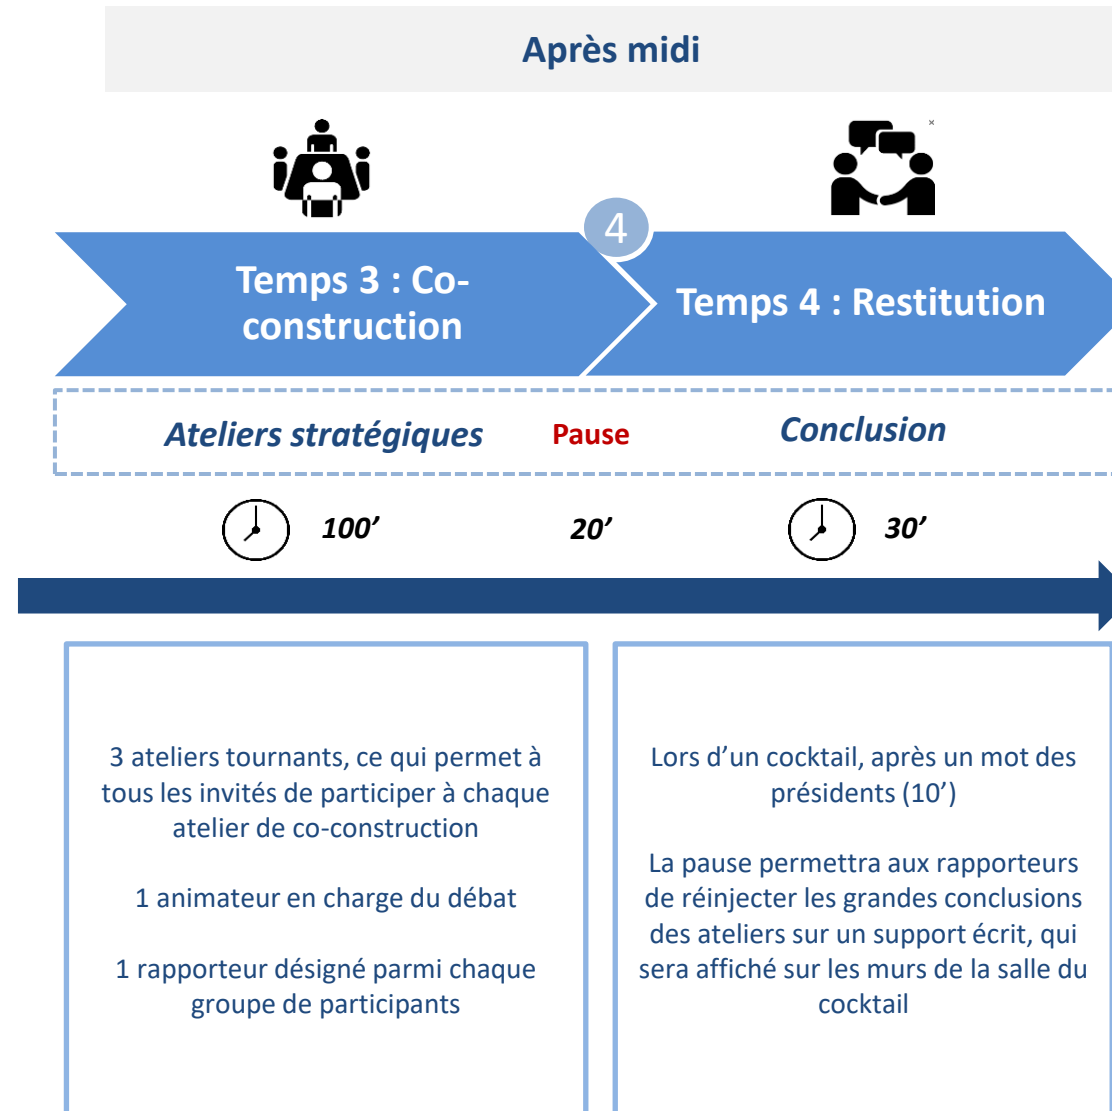 Après midi
4
Temps 3 : Co-
construction
Temps 4 : Restitution
Ateliers stratégiques
Pause
Conclusion
100’
20’
30’
3 ateliers tournants, ce qui permet à
tous les invités de participer à chaque
atelier de co-construction
1 animateur en charge du débat
1 rapporteur désigné parmi chaque
groupe de participants
Lors d’un cocktail, après un mot des
présidents (10’)
La pause permettra aux rapporteurs
de réinjecter les grandes conclusions
des ateliers sur un support écrit, qui
sera affiché sur les murs de la salle du
cocktail